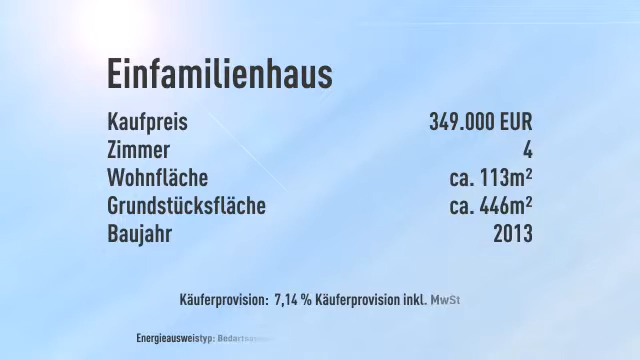 Einfamilienhaus
Kaufpreis 349.000 EUR
Zimmer 4
Wohnfläche ca. 113m²
Grundstücksfläche ca. 446m²
Baujahr 2013
Käuferprovision: 7,14 % Käuferprovision inkl. MwSt
Energieausweistyp: